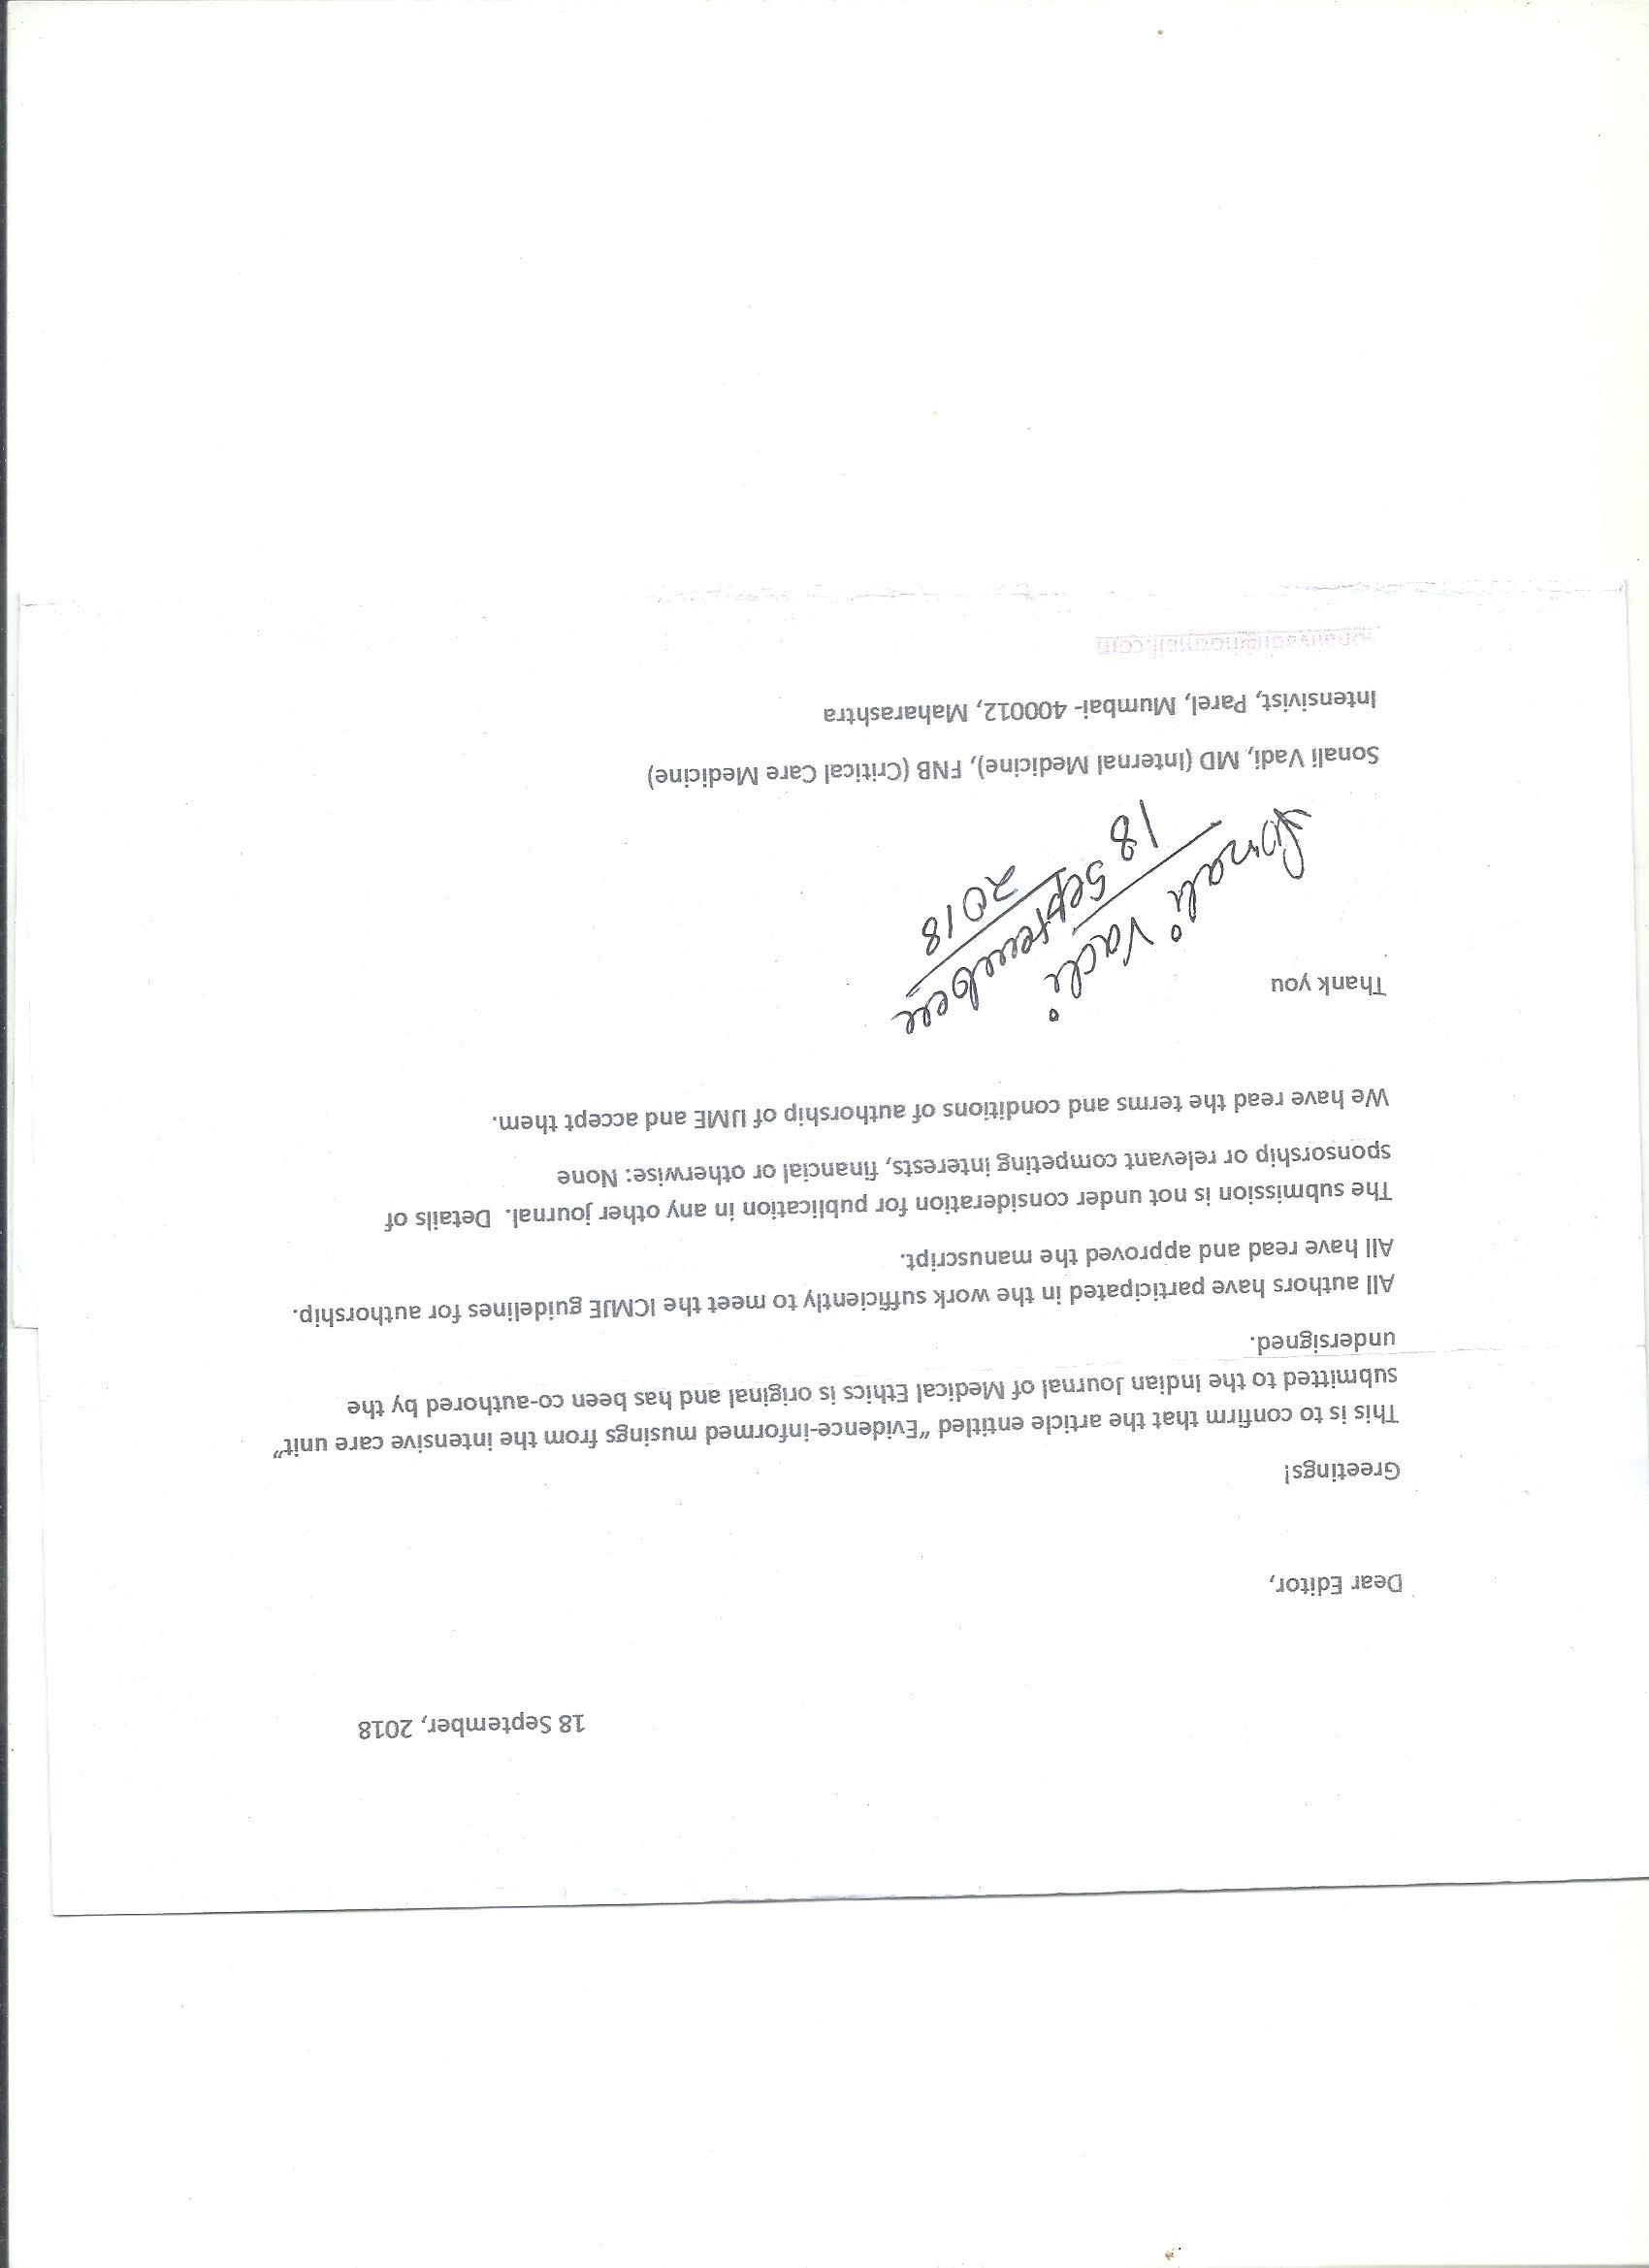 18 September, 2018
Dear Editor,
Greetings!
This is to confirm that the article entitled “Evidence-informed musings from the intensive care unit”
submitted to the Indian Journal of Medical Ethics is original and has been co-authored by the
undersigned.
All authors have participated in the work sufficiently to meet the ICMJE guidelines for authorship.
All have read and approved the manuscript.
The submission is not under consideration for publication in any other journal. Details of
sponsorship or relevant competing interests, financial or otherwise: None
We have read the terms and conditions of authorship of IJME and accept them.
Thank you
Sonali Vadi
18 September
2018
Sonali Vadi, MD (Internal Medicine), FNB (Critical Care Medicine)
Intensivist, Parel, Mumbai- 400012, Maharashtra